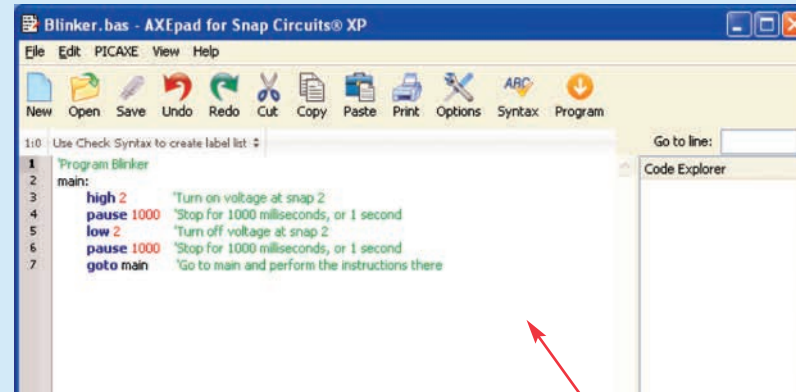 Blinker.bas - AXEpad for Snap Circuits® XP
File Edit PICAXE View Help
ABC
New Open Save Undo Redo Cut Copy Paste Print Options Syntax Program
1:0 Use Check Syntax to create label list Go to line:
Code Explorer
1 'Program Blinker
2 main:
3 high 2 'Turn on voltage at snap 2
4 pause 1000 'Stop for 1000 milliseconds, or 1 second
5 low 2 'Turn off voltage at snap 2
6 pause 1000 'Stop for 1000 milliseconds, or 1 second
7 goto main 'Go to main and perform the instructions there